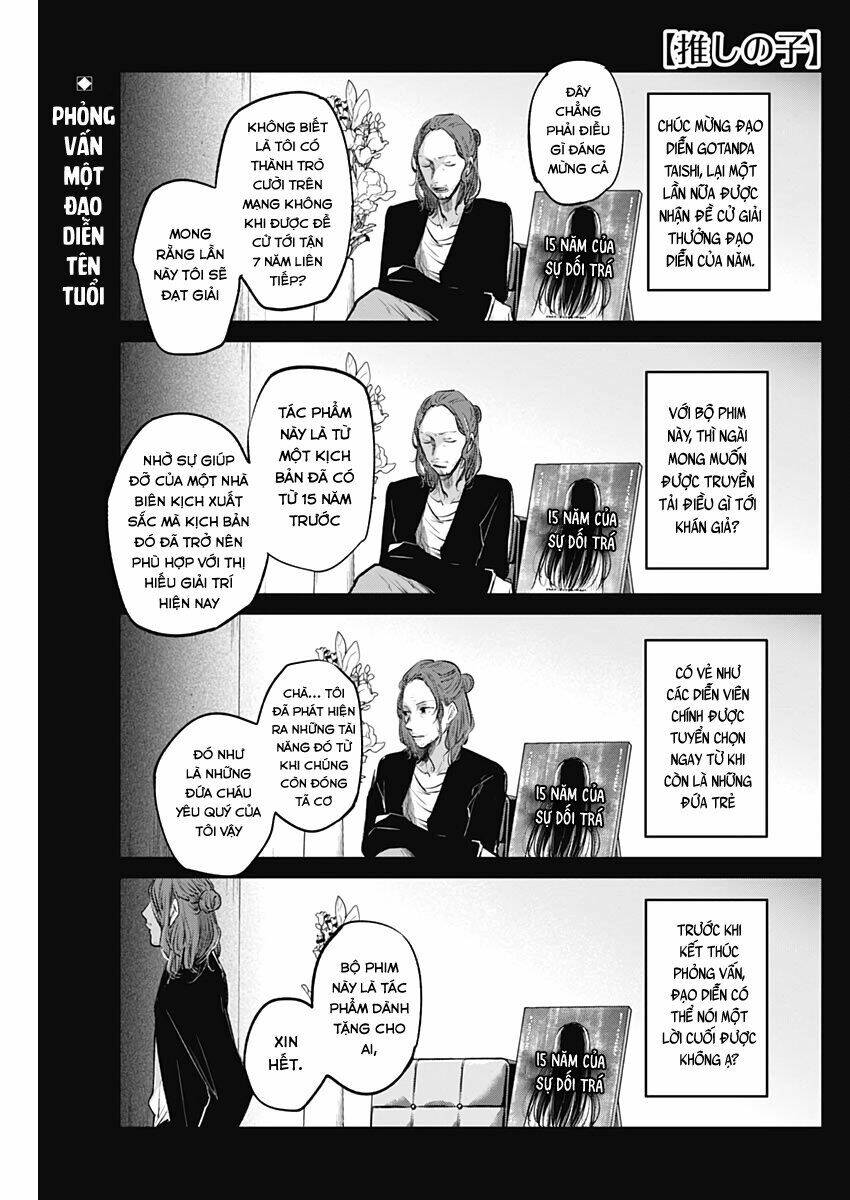 【推しの子】
PHỎNG
VẤN
MỘT
ĐẠO
DIỄN
TÊN
TUỔI
CHÚC MỪNG ĐẠO
DIỄN GOTANDA
TAISHI, LẠI MỘT
LẦN NỮA ĐƯỢC
NHẬN ĐỀ CỬ GIẢI
THƯỞNG ĐẠO
DIỄN CỦA NĂM.
ĐÂY
CHẲNG
PHẢI ĐIỀU
GÌ ĐÁNG
MỪNG CẢ
15 NĂM CỦA
SỰ DỐI TRÁ
KHÔNG BIẾT
LÀ TÔI CÓ
THÀNH TRÒ
CƯỜI TRÊN
MẠNG KHÔNG
KHI ĐƯỢC ĐỀ
CỬ TỚI TẬN
7 NĂM LIÊN
TIẾP?
MONG
RẰNG LẦN
NÀY TÔI SẼ
ĐẠT GIẢI
VỚI BỘ PHIM
NÀY, THÌ NGÀI
MONG MUỐN
ĐƯỢC TRUYỀN
TẢI ĐIỀU GÌ TỚI
KHÁN GIẢ?
15 NĂM CỦA
SỰ DỐI TRÁ
TÁC PHẨM
NÀY LÀ TỪ
MỘT KỊCH
BẢN ĐÃ CÓ
TỪ 15 NĂM
TRƯỚC
NHỜ SỰ GIÚP
ĐỠ CỦA MỘT NHÀ
BIÊN KỊCH XUẤT
SẮC MÀ KỊCH BẢN
ĐÓ ĐÃ TRỞ NÊN
PHÙ HỢP VỚI THỊ
HIẾU GIẢI TRÍ
HIỆN NAY
CÓ VẺ NHƯ
CÁC DIỄN VIÊN
CHÍNH ĐƯỢC
TUYỂN CHỌN
NGAY TỪ KHI
CÒN LÀ NHỮNG
ĐỨA TRẺ
15 NĂM CỦA
SỰ DỐI TRÁ
CHÀ... TÔI
ĐÃ PHÁT HIỆN
RA NHỮNG TÀI
NĂNG ĐÓ TỪ
KHI CHÚNG
CÒN ĐÓNG
TÃ CƠ
ĐÓ NHƯ
LÀ NHỮNG
ĐỨA CHÁU
YÊU QUÝ CỦA
TÔI VẬY
TRƯỚC KHI
KẾT THÚC
PHỎNG VẤN,
ĐẠO DIỄN CÓ
THỂ NÓI MỘT
LỜI CUỐI ĐƯỢC
KHÔNG Ạ?
15 NĂM CỦA
SỰ DỐI TRÁ
BỘ PHIM
NÀY LÀ TÁC
PHẨM DÀNH
TẶNG CHO
AI,
XIN
HẾT.